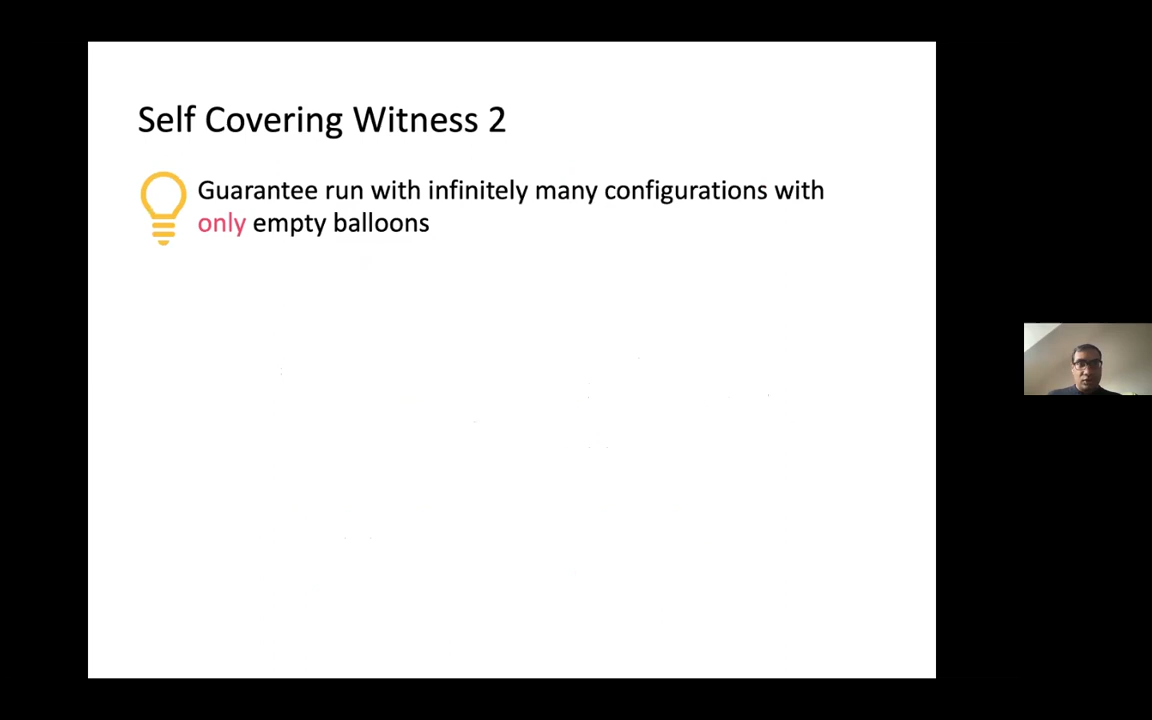 Self Covering Witness 2
Guarantee run with infinitely many configurations with
only empty balloons